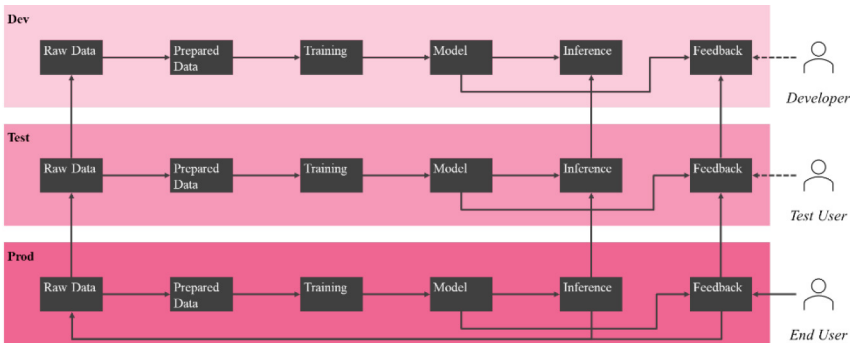 Dev
Raw Data
Prepared
Data
Training
Model
Inference
Feedback
Developer
Test
Raw Data
Prepared
Data
Training
Model
Inference
Feedback
Test User
Prod
Raw Data
Prepared
Data
Training
Model
Inference
Feedback
End User